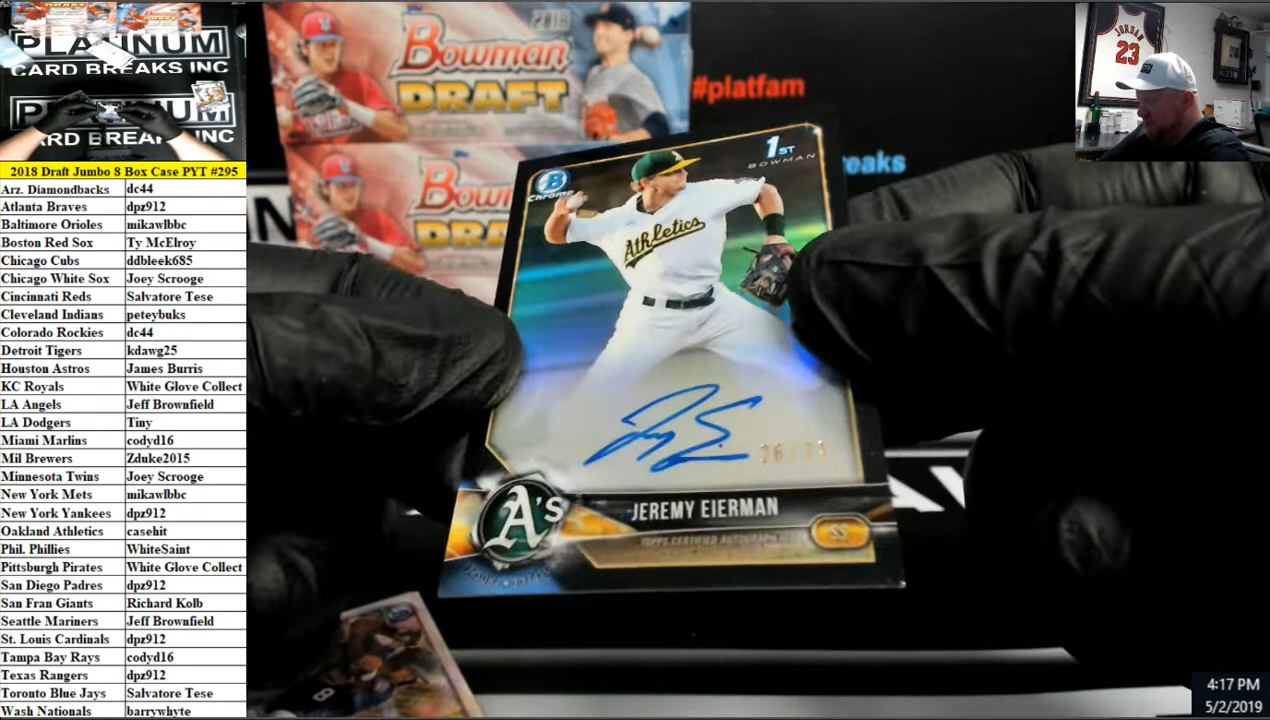 PLATINUM
CARD BREAKS INC
2018 Draft Jumbo 8 Box Case PYT #295
Arz. Diamondbacks dc44
Atlanta Braves dpz912
Baltimore Orioles mikawlbbc
Boston Red Sox Ty McElroy
Chicago Cubs ddbleek685
Chicago White Sox Joey Scrooge
Cincinnati Reds Salvatore Tese
Cleveland Indians peteybuks
Colorado Rockies dc44
Detroit Tigers kdawg25
Houston Astros James Burris
KC Royals White Glove Collect
LA Angels Jeff Brownfield
LA Dodgers Tiny
Miami Marlins codyd16
Mil Brewers Zduke2015
Minnesota Twins Joey Scrooge
New York Mets mikawlbbc
New York Yankees dpz912
Oakland Athletics casehit
Phil. Phillies WhiteSaint
Pittsburgh Pirates White Glove Collect
San Diego Padres dpz912
San Fran Giants Richard Kolb
Seattle Mariners Jeff Brownfield
St. Louis Cardinals dpz912
Tampa Bay Rays codyd16
Texas Rangers dpz912
Toronto Blue Jays Salvatore Tese
Wash Nationals barrywhyte
2018
Bowman
DRAFT
#platfam
JORDAN
23
1ST
BOWMAN
B
Chrome
Athletics
A's
JEREMY EIERMAN
SS
TOPPS CERTIFIED AUTOGRAPH
4:17 PM
5/2/2019